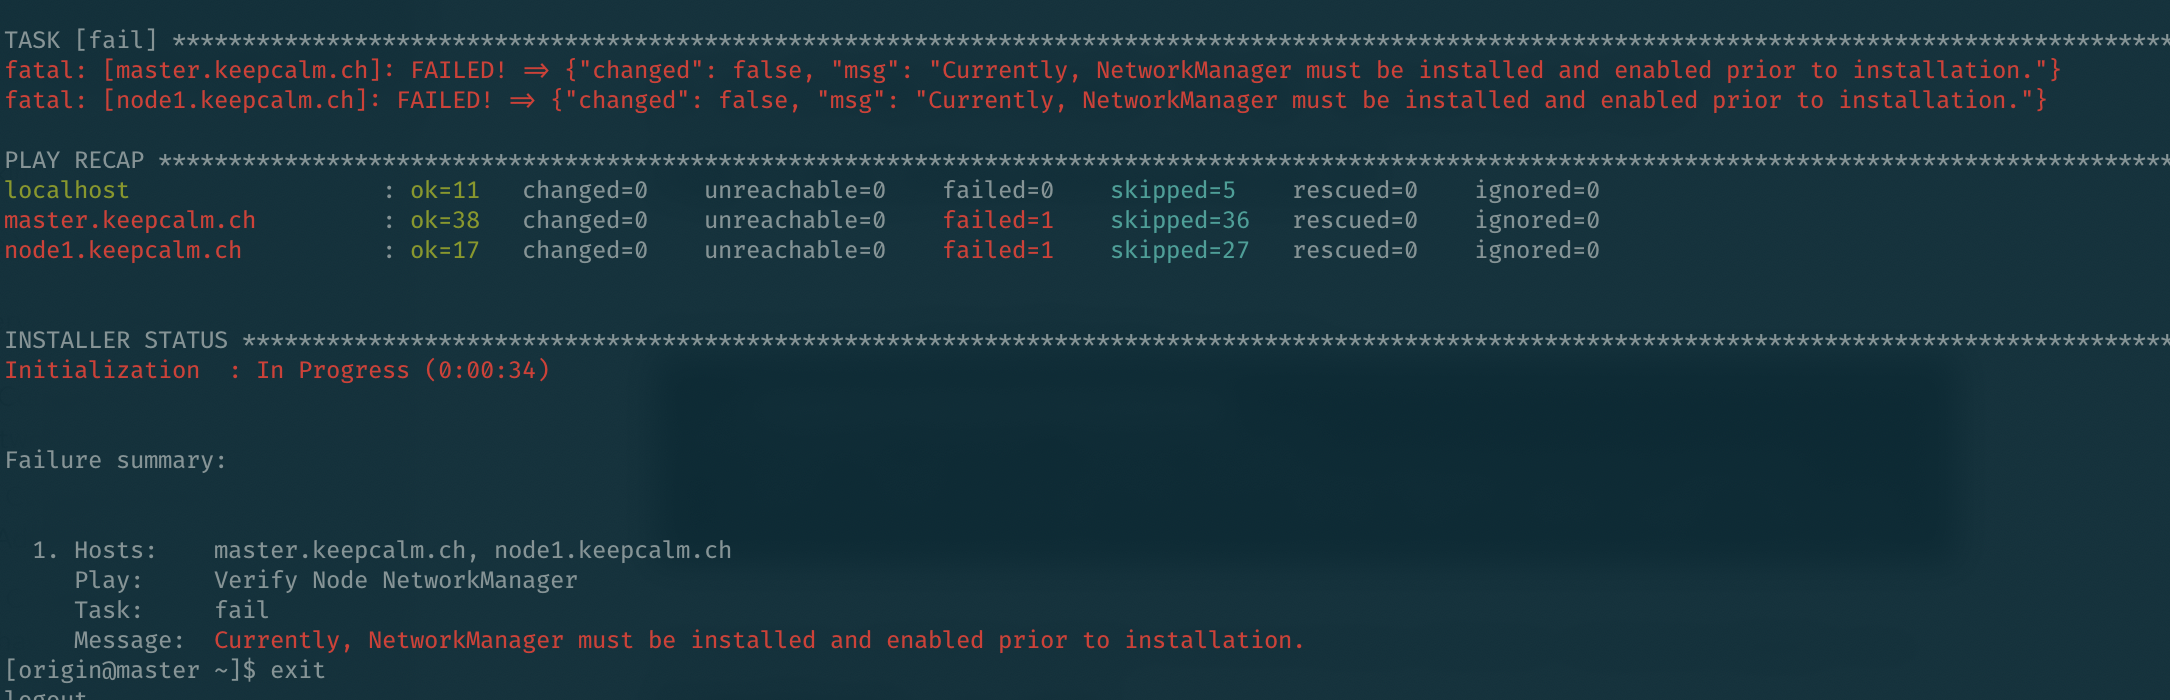 TASK [fail] ***********************************************************************************************************************************************
fatal: [master.keepcalm.ch]: FAILED! => {"changed": false, "msg": "Currently, NetworkManager must be installed and enabled prior to installation."}
fatal: [node1.keepcalm.ch]: FAILED! => {"changed": false, "msg": "Currently, NetworkManager must be installed and enabled prior to installation."}
PLAY RECAP ************************************************************************************************************************************************
localhost                  : ok=11   changed=0    unreachable=0    failed=0    skipped=5    rescued=0    ignored=0
master.keepcalm.ch         : ok=38   changed=0    unreachable=0    failed=1    skipped=36   rescued=0    ignored=0
node1.keepcalm.ch          : ok=17   changed=0    unreachable=0    failed=1    skipped=27   rescued=0    ignored=0
INSTALLER STATUS ******************************************************************************************************************************************
Initialization  : In Progress (0:00:34)
Failure summary:
  1. Hosts:    master.keepcalm.ch, node1.keepcalm.ch
     Play:     Verify Node NetworkManager
     Task:     fail
     Message:  Currently, NetworkManager must be installed and enabled prior to installation.
[origin@master ~]$ exit
logout